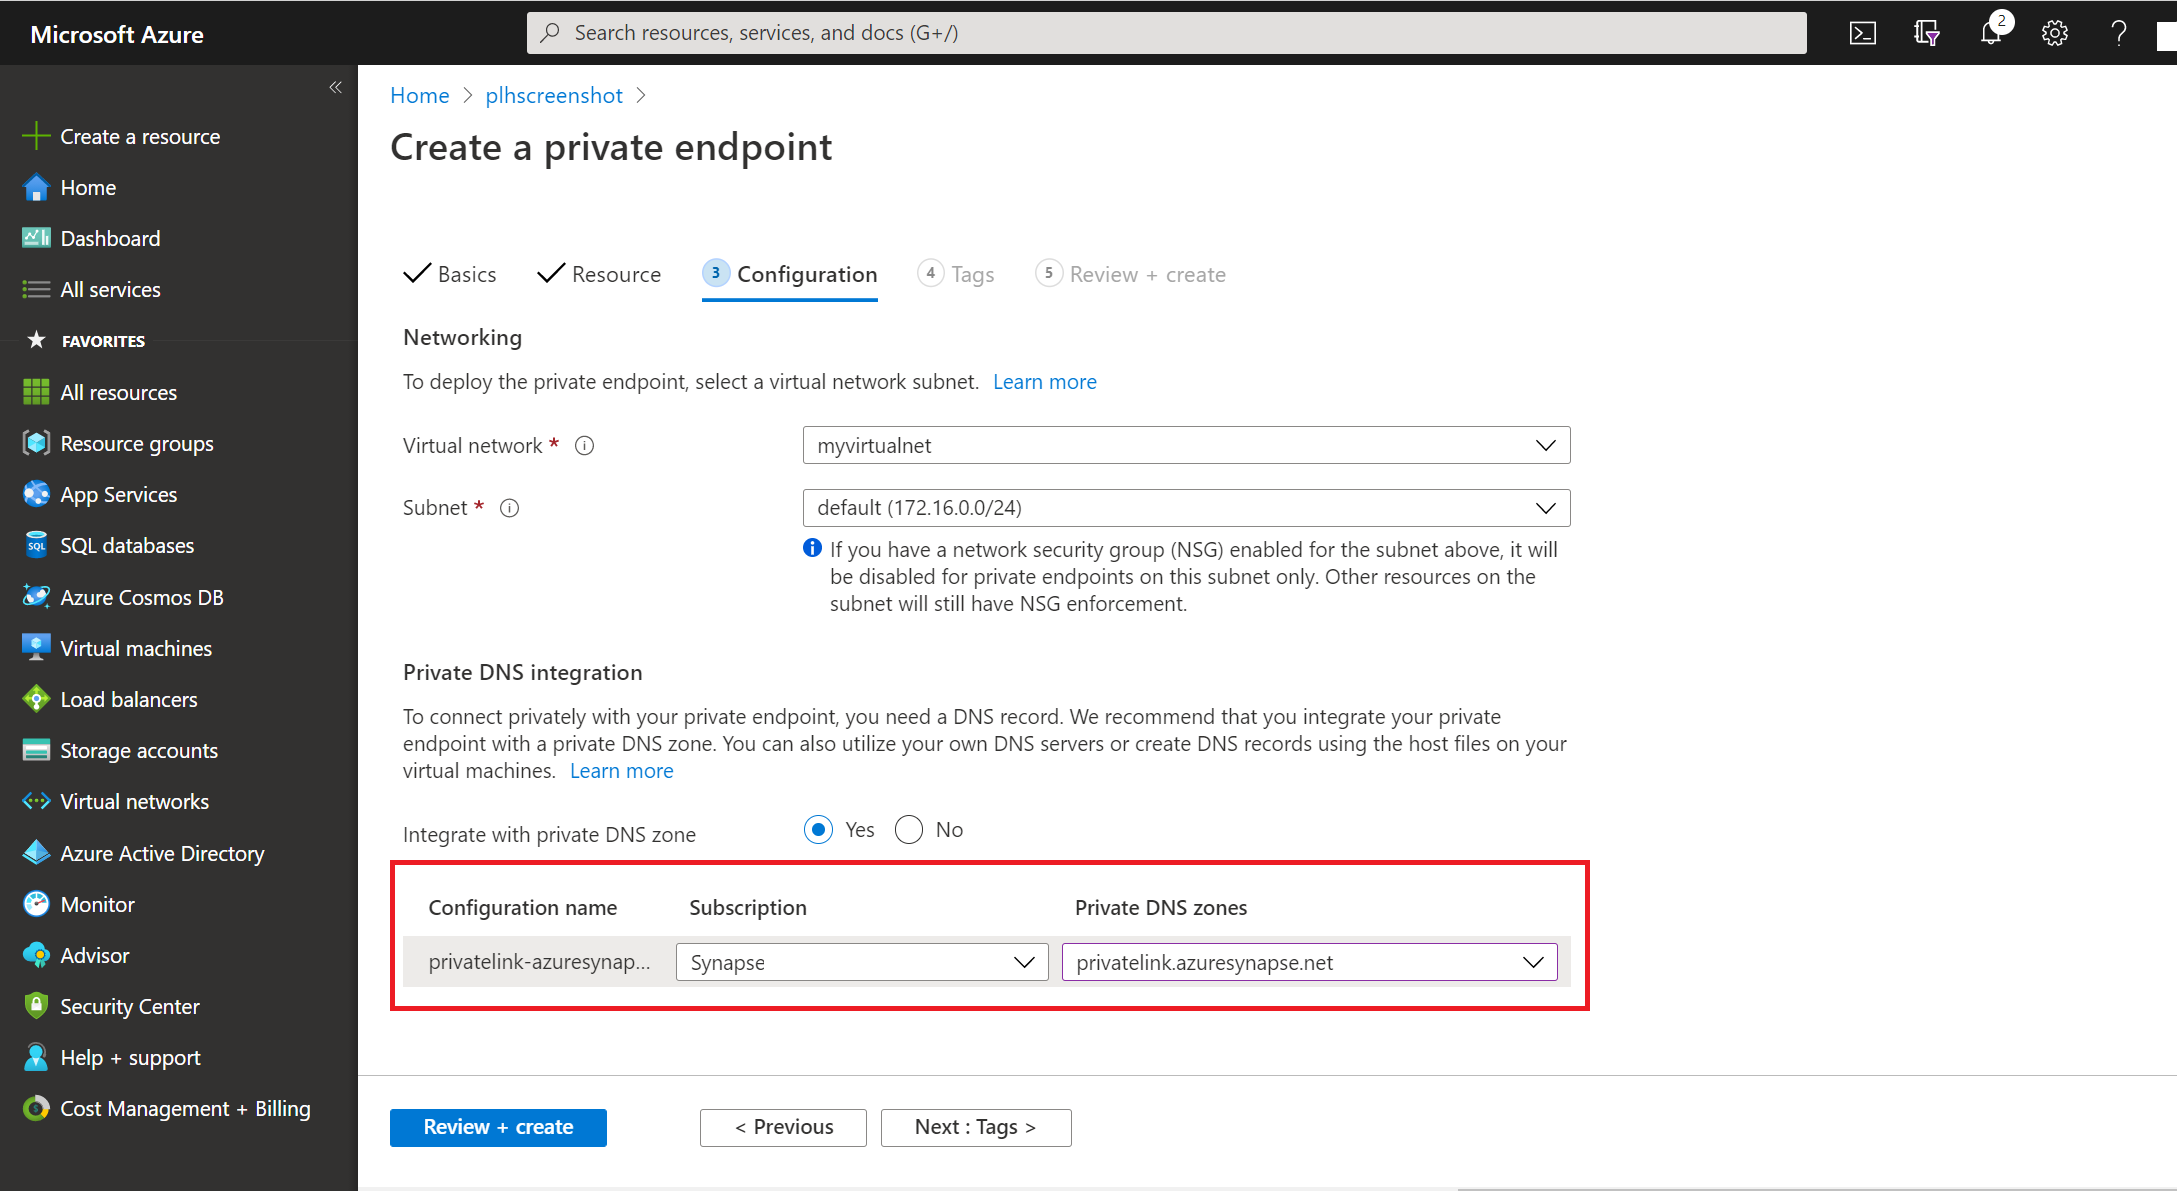 Microsoft Azure
Search resources, services, and docs (G+/)
2
Create a resource
Home
Dashboard
All services
FAVORITES
All resources
Resource groups
App Services
SQL
SQL databases
Azure Cosmos DB
Virtual machines
Load balancers
Storage accounts
Virtual networks
Azure Active Directory
Monitor
Advisor
Security Center
Help + support
Cost Management + Billing
Home > plhscreenshot >
Create a private endpoint
Basics Resource 3 Configuration 4 Tags 5 Review + create
Networking
To deploy the private endpoint, select a virtual network subnet. Learn more
Virtual network * myvirtualnet
Subnet * default (172.16.0.0/24)
If you have a network security group (NSG) enabled for the subnet above, it will
be disabled for private endpoints on this subnet only. Other resources on the
subnet will still have NSG enforcement.
Private DNS integration
To connect privately with your private endpoint, you need a DNS record. We recommend that you integrate your private
endpoint with a private DNS zone. You can also utilize your own DNS servers or create DNS records using the host files on your
virtual machines. Learn more
Integrate with private DNS zone Yes No
Configuration name Subscription Private DNS zones
privatelink-azuresynap... Synapse privatelink.azuresynapse.net
Review + create < Previous Next : Tags >